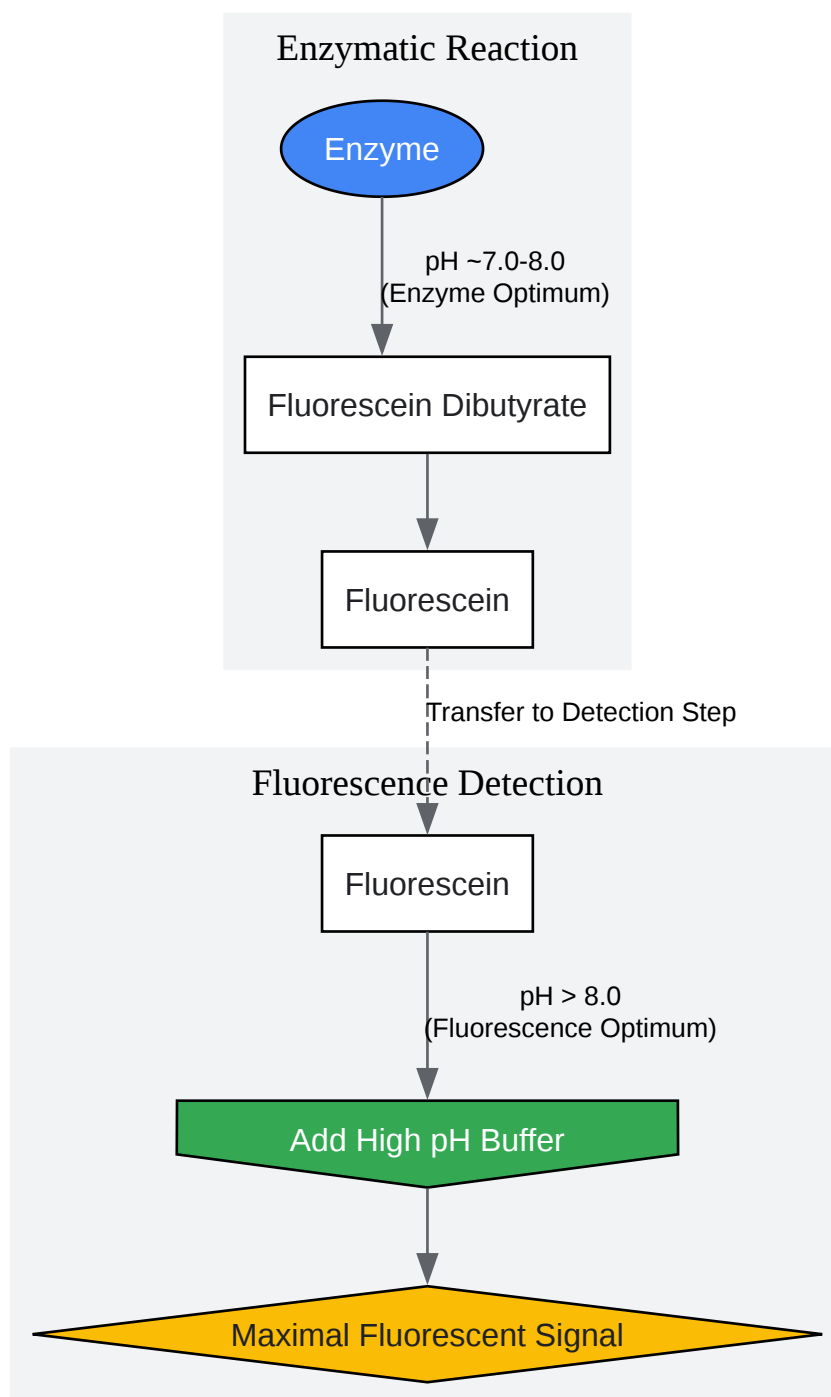 Enzymatic Reaction
Enzyme
pH ~7.0-8.0
(Enzyme Optimum)
Fluorescein Dibutyrate
Fluorescein
Transfer to Detection Step
Fluorescence Detection
Fluorescein
pH > 8.0
(Fluorescence Optimum)
Add High pH Buffer
Maximal Fluorescent Signal